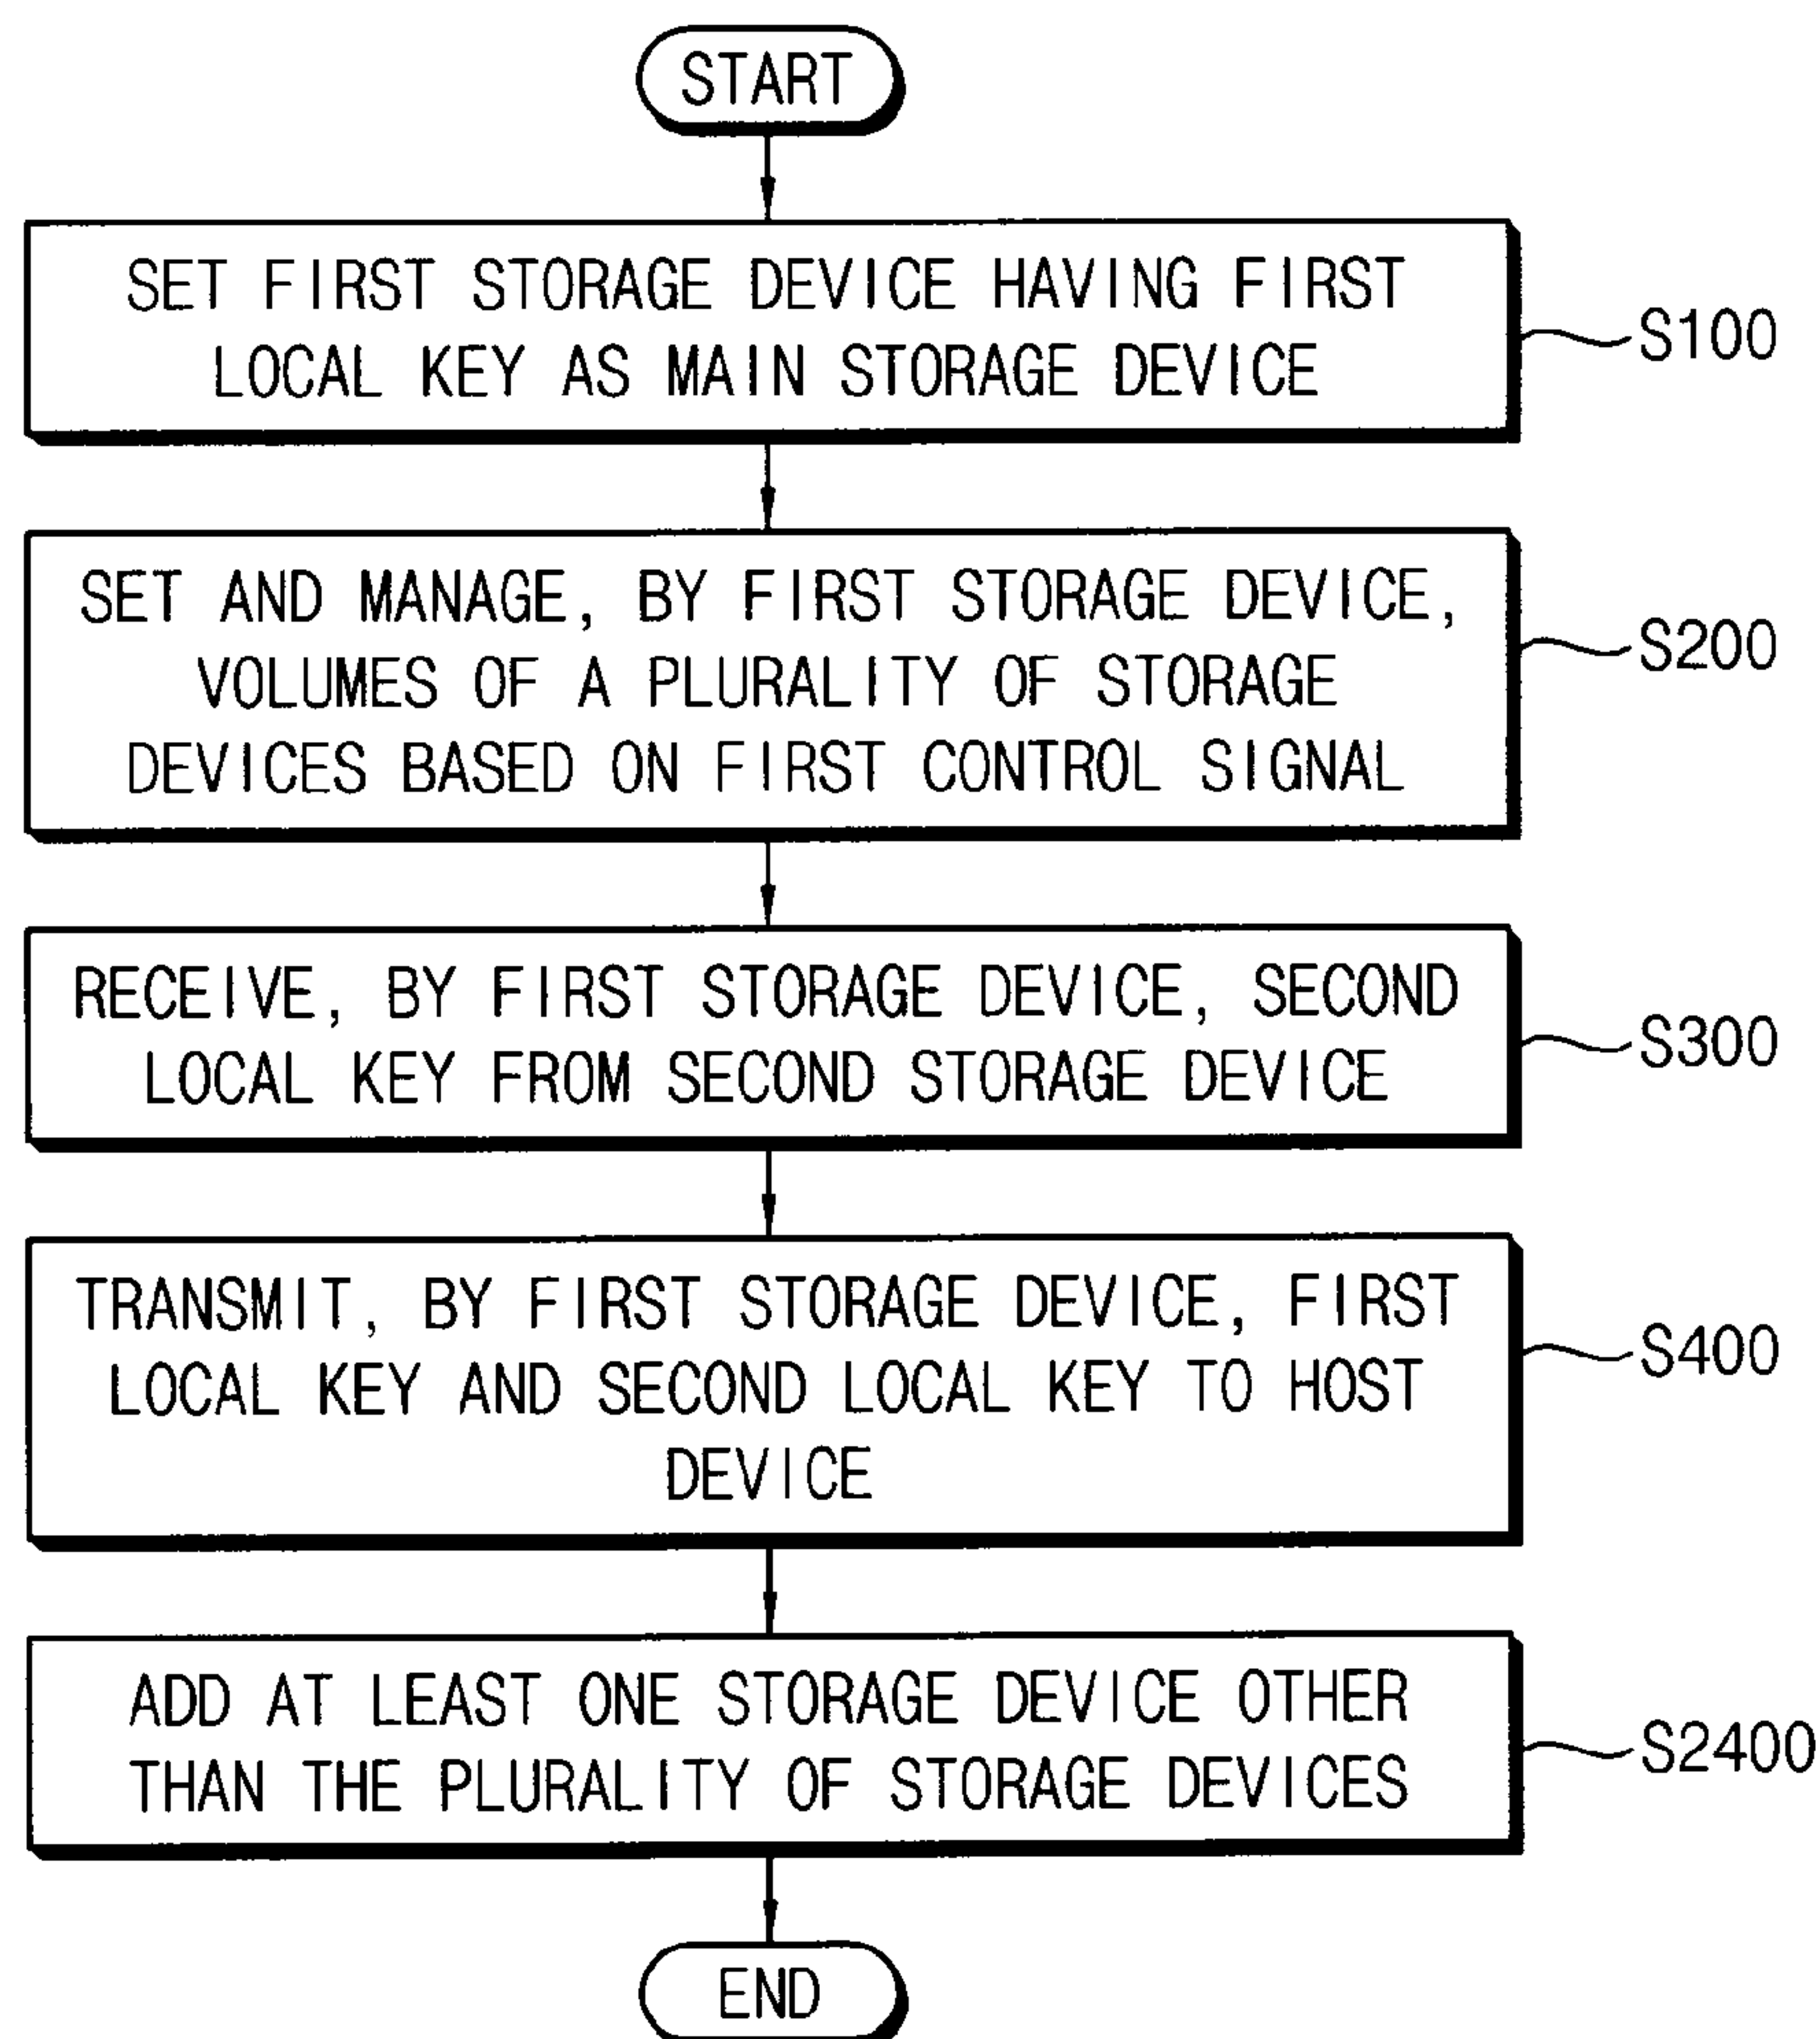 START
SET FIRST STORAGE DEVICE HAVING FIRST
LOCAL KEY AS MAIN STORAGE DEVICE
S100
SET AND MANAGE, BY FIRST STORAGE DEVICE,
VOLUMES OF A PLURALITY OF STORAGE
DEVICES BASED ON FIRST CONTROL SIGNAL
S200
RECEIVE, BY FIRST STORAGE DEVICE, SECOND
LOCAL KEY FROM SECOND STORAGE DEVICE
S300
TRANSMIT, BY FIRST STORAGE DEVICE, FIRST
LOCAL KEY AND SECOND LOCAL KEY TO HOST
DEVICE
S400
ADD AT LEAST ONE STORAGE DEVICE OTHER
THAN THE PLURALITY OF STORAGE DEVICES
S2400
END